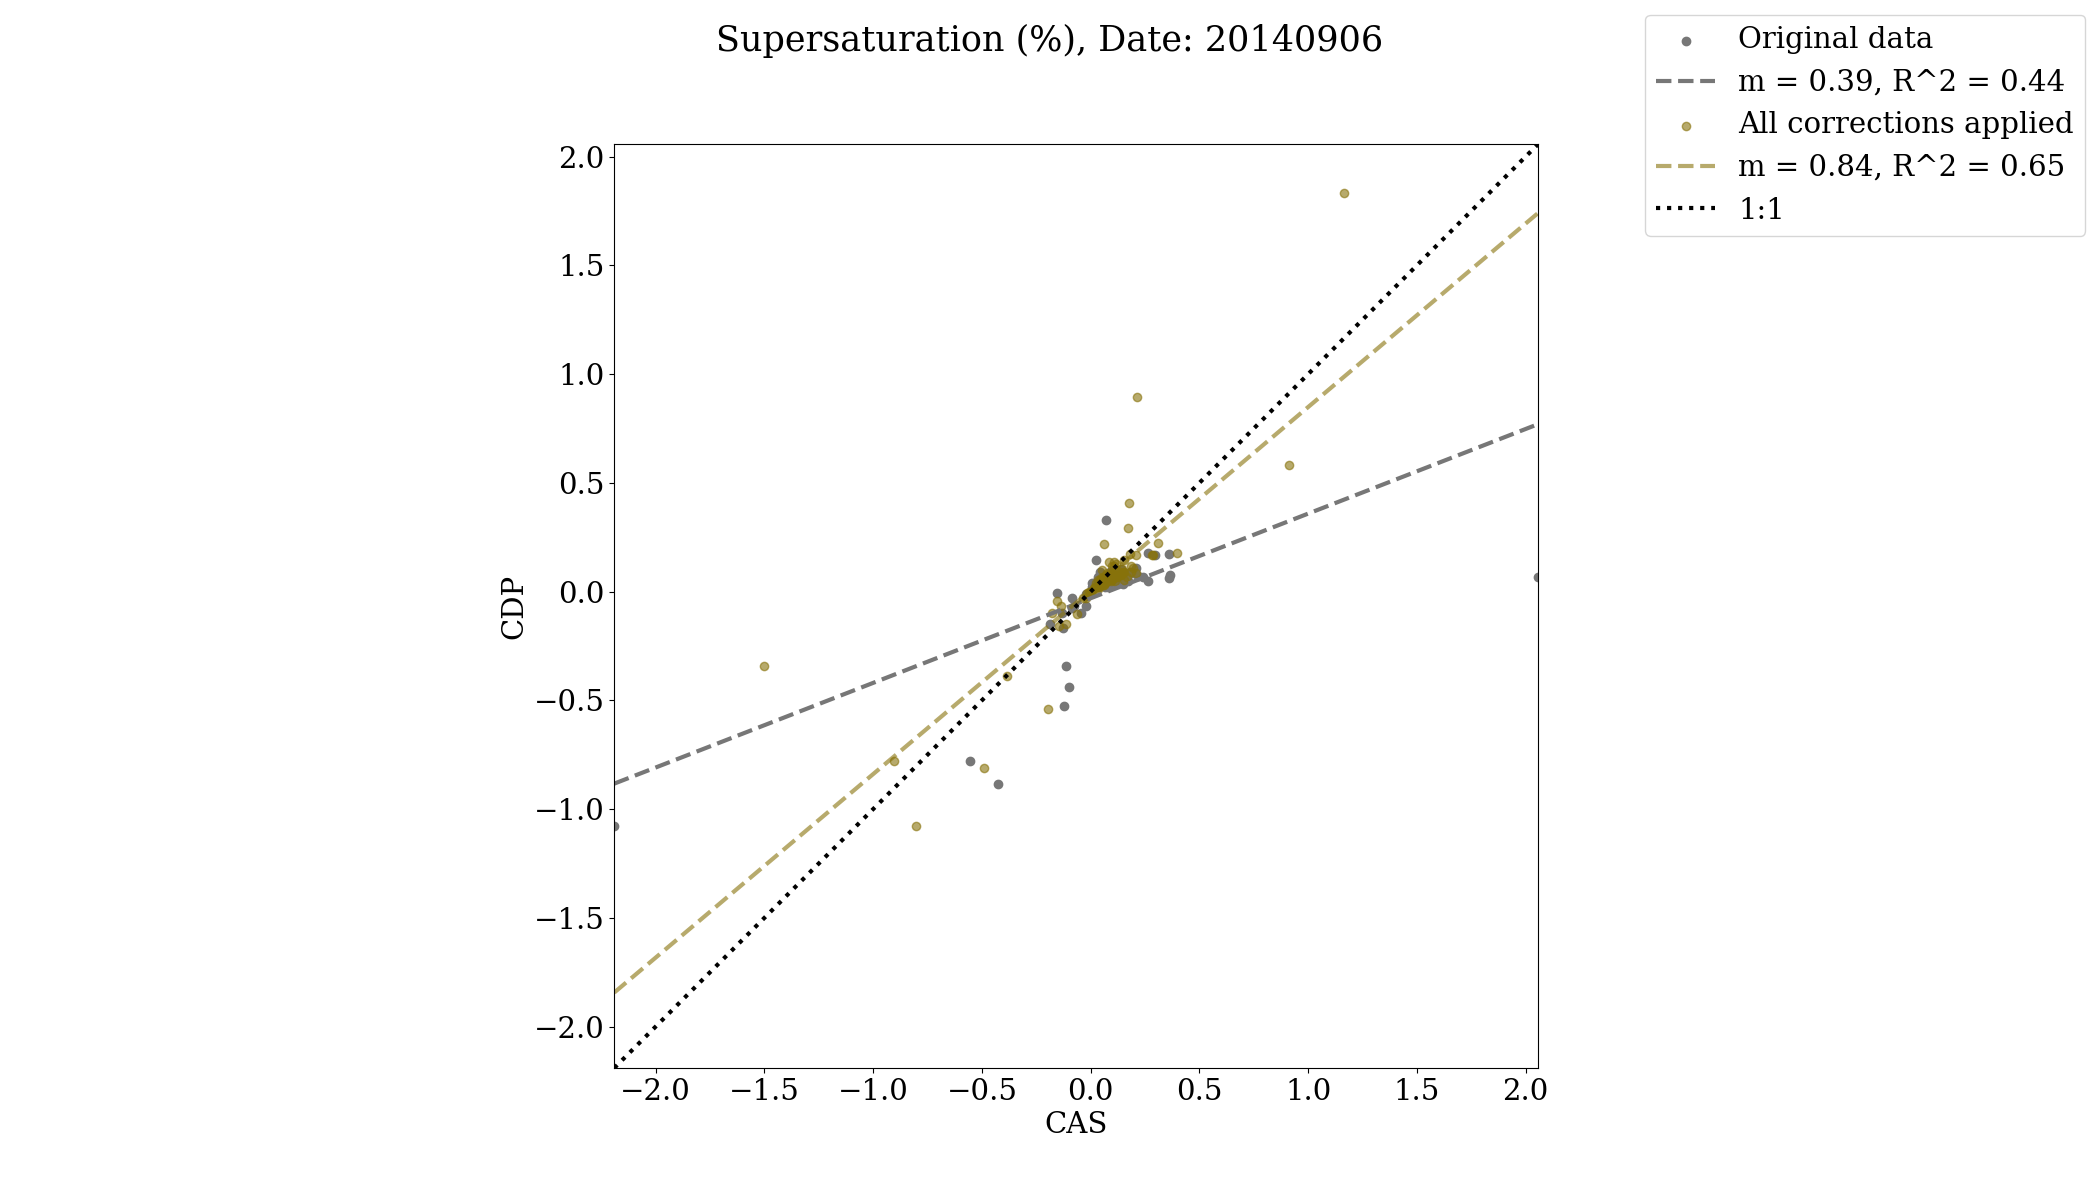 Supersaturation (%), Date: 20140906
Original data
m = 0.39, R^2 = 0.44
All corrections applied
m = 0.84, R^2 = 0.65
1:1
2.0
1.5
1.0
0.5
0.0
−0.5
−1.0
−1.5
−2.0
CDP
−2.0 −1.5 −1.0 −0.5 0.0 0.5 1.0 1.5 2.0
CAS